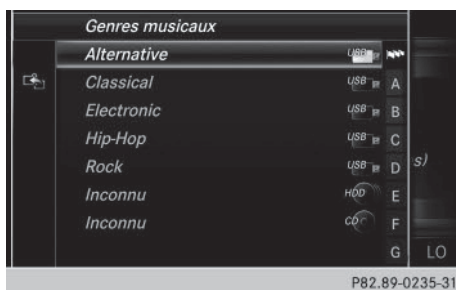 Genres musicaux
Alternative USB
Classical USB A
Electronic USB B
Hip-Hop USB C
Rock USB D s)
Inconnu HDD E
Inconnu CD F
G LO
P82.89-0235-31